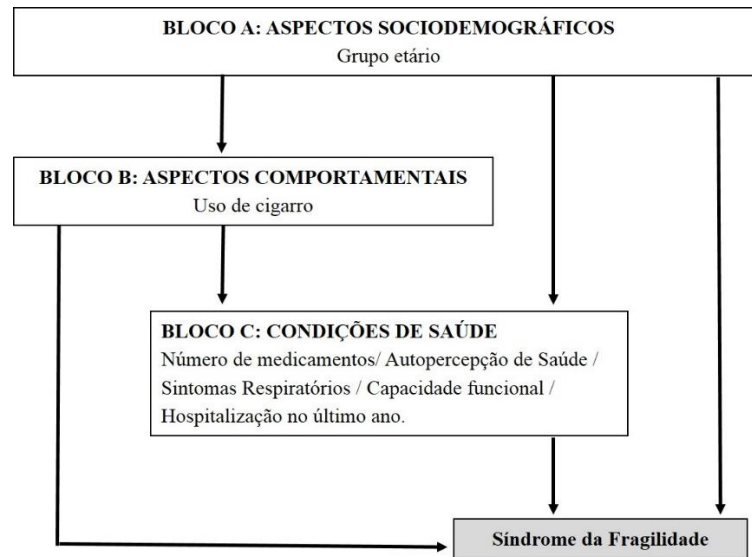 BLOCO A: ASPECTOS SOCIODEMOGRÁFICOS
Grupo etário
BLOCO B: ASPECTOS COMPORTAMENTAIS
Uso de cigarro
BLOCO C: CONDIÇÕES DE SAÚDE
Número de medicamentos/ Autopercepção de Saúde /
Sintomas Respiratórios / Capacidade funcional /
Hospitalização no último ano.
Síndrome da Fragilidade